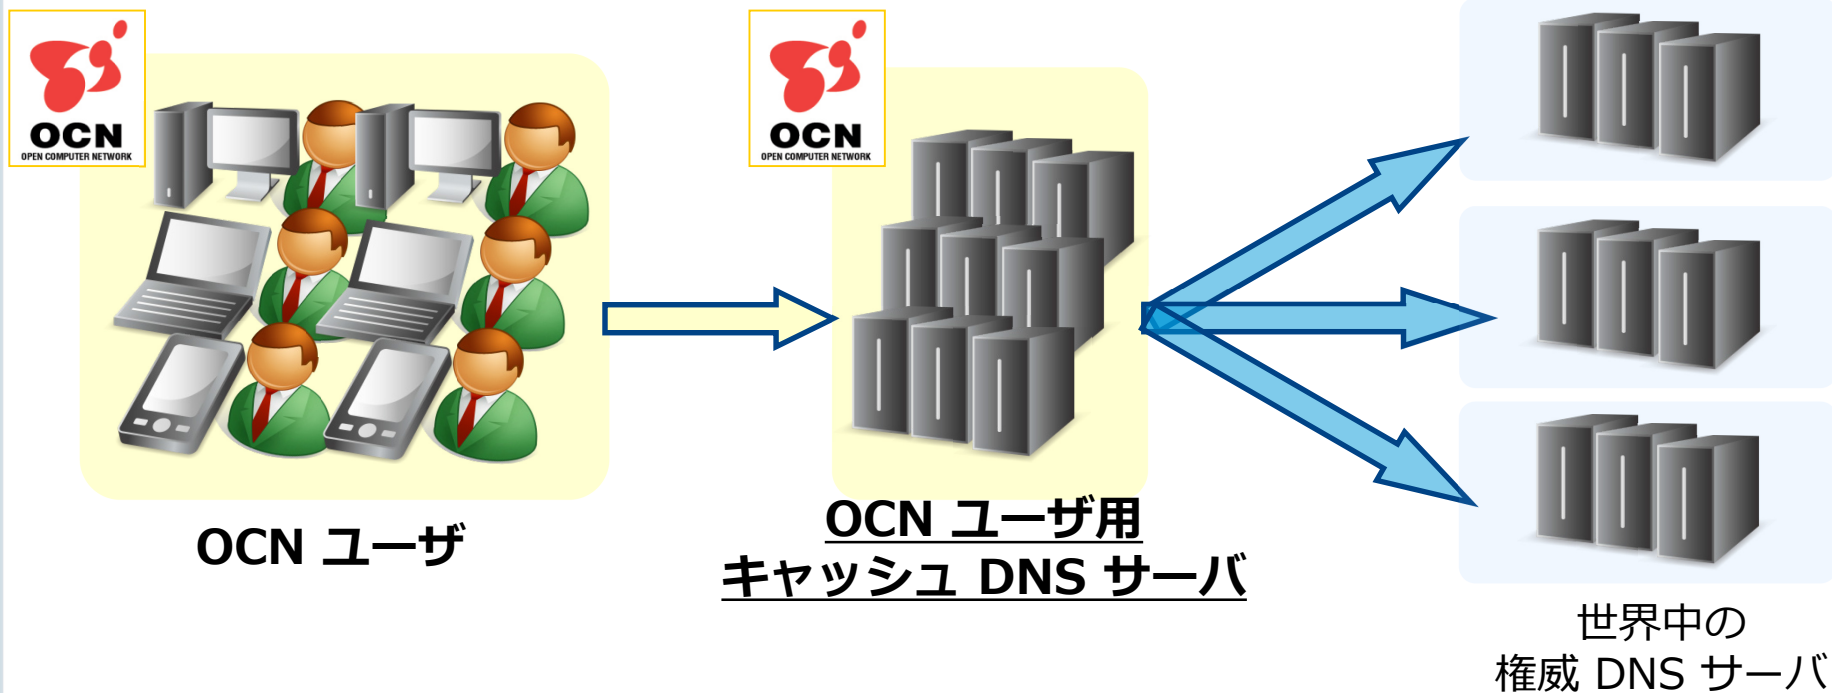 OCN
OPEN COMPUTER NETWORK
OCN
OPEN COMPUTER NETWORK
OCN ユーザ
OCN ユーザ用
キャッシュ DNS サーバ
世界中の
権威 DNS サーバ